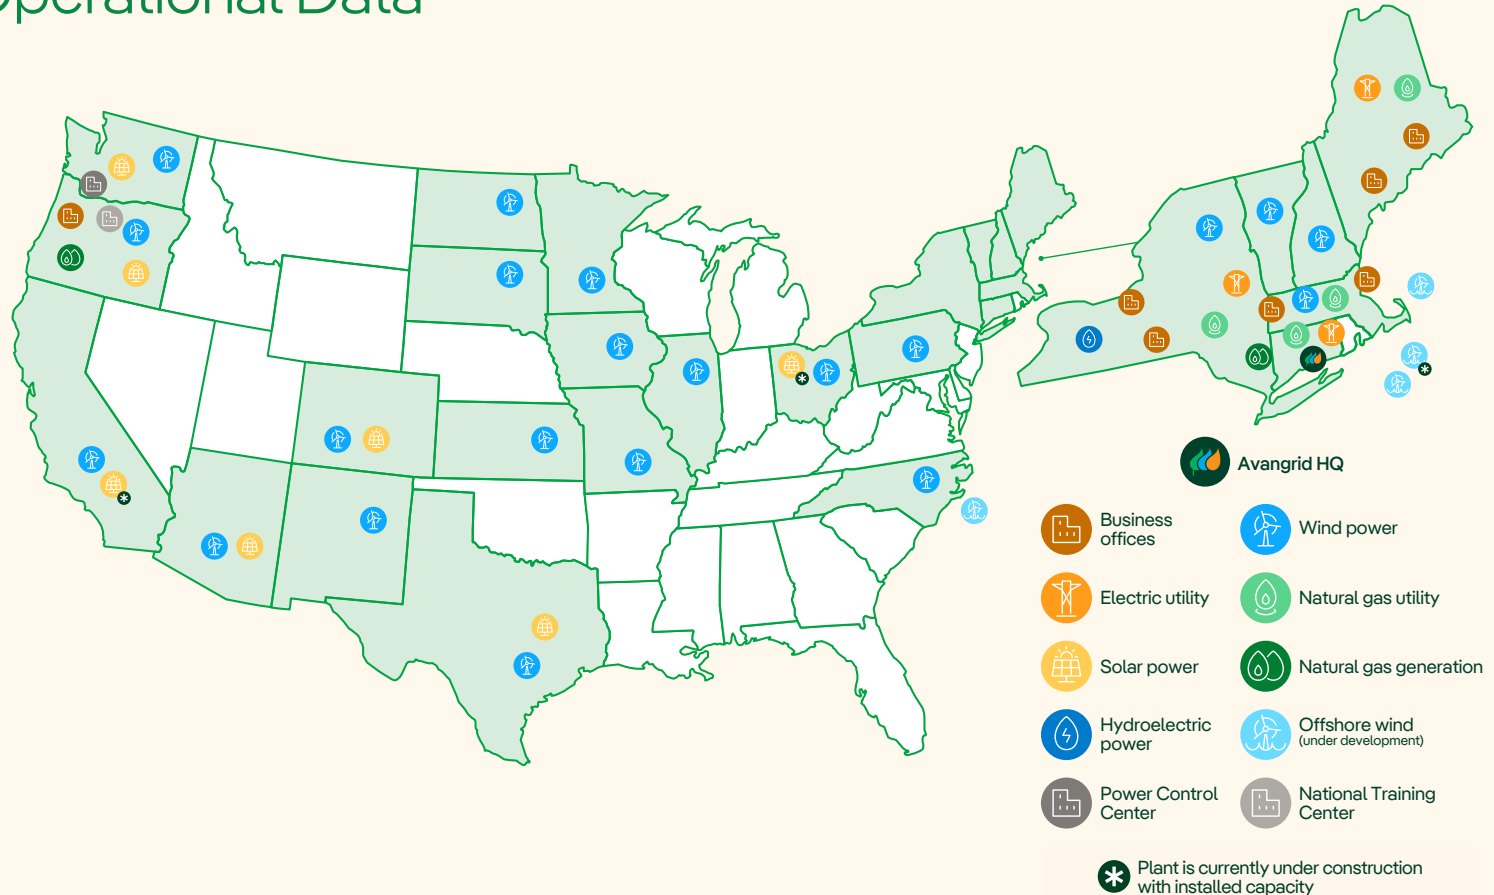 Operational Data
Avangrid HQ
Business
offices
Wind power
Electric utility
Natural gas utility
Solar power
Natural gas generation
Hydroelectric
power
Offshore wind
(under development)
Power Control
Center
National Training
Center
Plant is currently under construction
with installed capacity